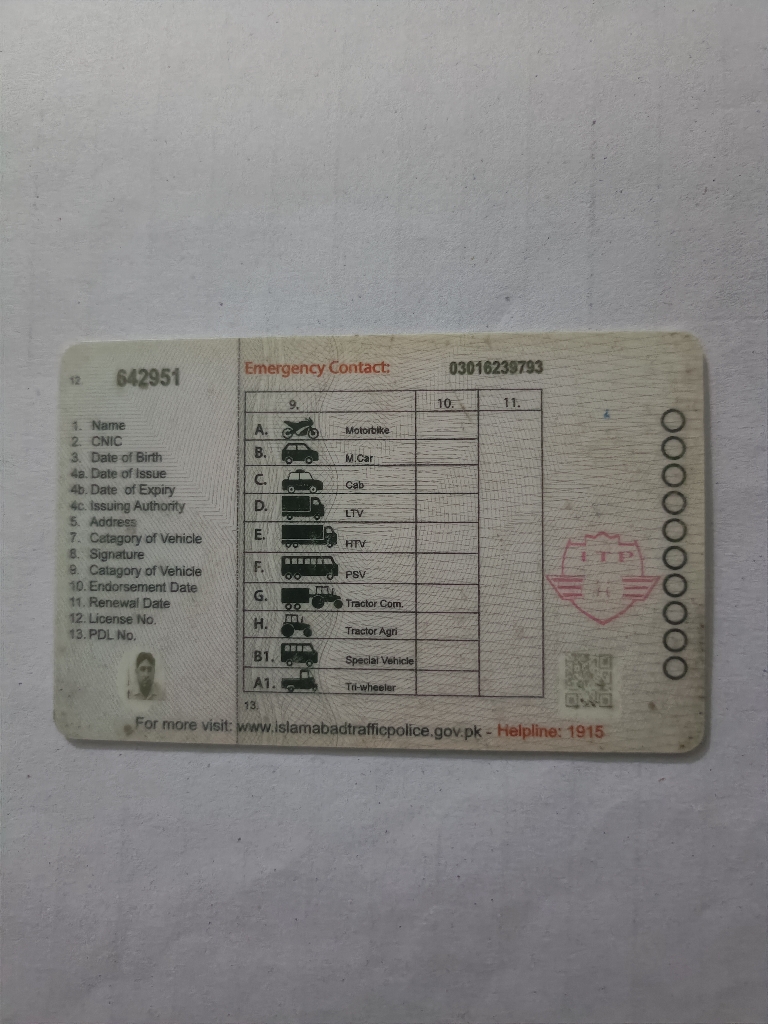 12. 642951
Emergency Contact: 03016239793
1. Name
2. CNIC
3. Date of Birth
4a. Date of Issue
4b. Date of Expiry
4c. Issuing Authority
5. Address
7. Catagory of Vehicle
8. Signature
9. Catagory of Vehicle
10. Endorsement Date
11. Renewal Date
12. License No.
13. PDL No.
9. 10. 11.
A. Motorbike
B. M.Car
C. Cab
D. LTV
E. HTV
F. PSV
G. Tractor Com.
H. Tractor Agri
B1. Special Vehicle
A1. Tri-wheeler
13.
ITP
For more visit: www.islamabadtrafficpolice.gov.pk - Helpline: 1915